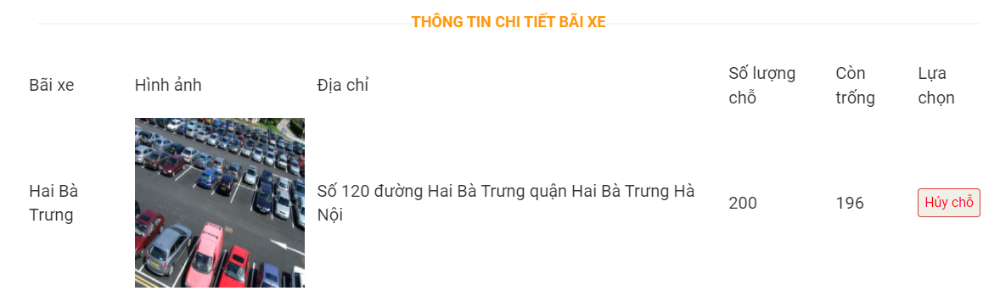 THÔNG TIN CHI TIẾT BÃI XE
Bãi xe
Hình ảnh
Địa chỉ
Số lượng
chỗ
Còn
trống
Lựa
chọn
Hai Bà
Trưng
Số 120 đường Hai Bà Trưng quận Hai Bà Trưng Hà
Nội
200
196
Hủy chỗ